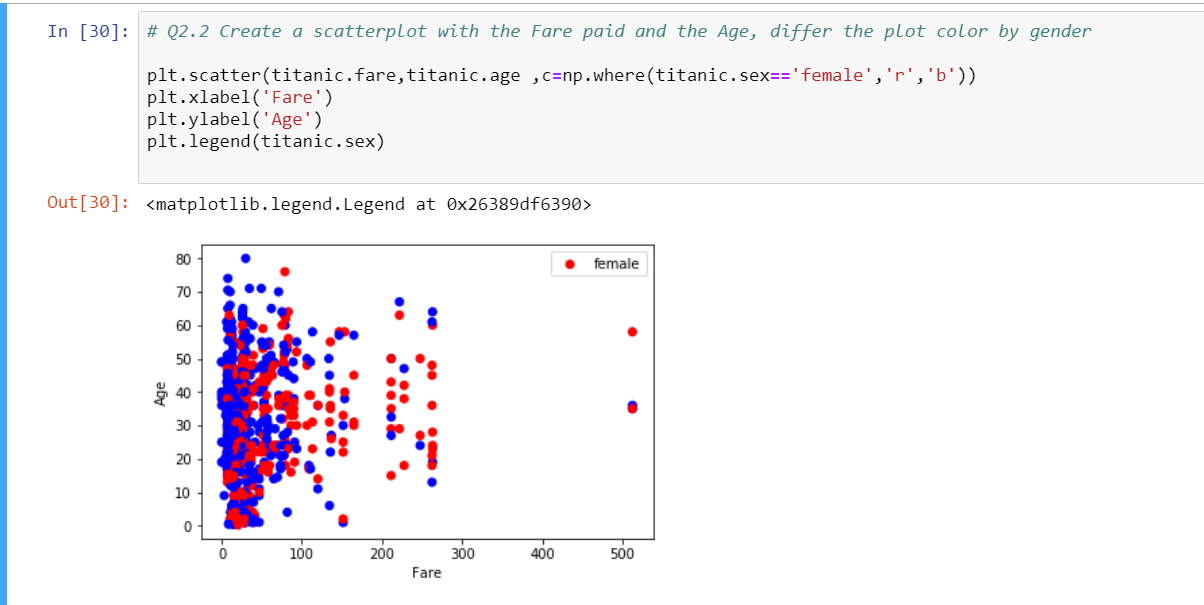 In [30]: # Q2.2 Create a scatterplot with the Fare paid and the Age, differ the plot color by gender
plt.scatter(titanic.fare,titanic.age ,c=np.where(titanic.sex=='female','r','b'))
plt.xlabel('Fare')
plt.ylabel('Age')
plt.legend(titanic.sex)
Out[30]: <matplotlib.legend.Legend at 0x26389df6390>
female
80
70
60
50
40
30
20
10
0
Age
0 100 200 300 400 500
Fare